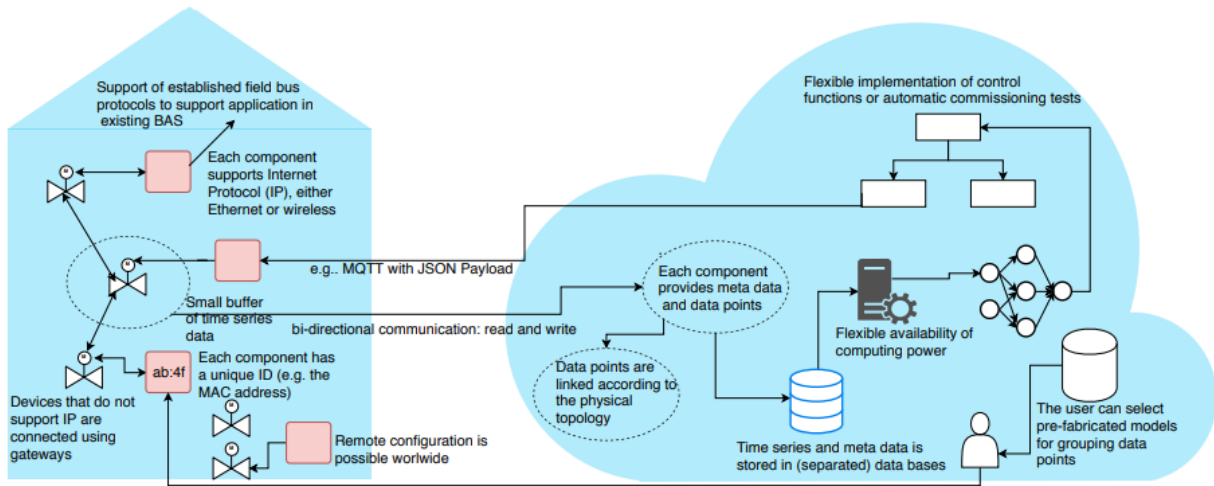 Support of established field bus
protocols to support application in
existing BAS
M
Each component
supports Internet
Protocol (IP), either
Ethernet or wireless
M
Small buffer
of time series
data
M
ab:4f
Each component has
a unique ID (e.g. the
MAC address)
Devices that do not
support IP are
connected using
gateways
M
M
Remote configuration is
possible worlwide
e.g.. MQTT with JSON Payload
bi-directional communication: read and write
Flexible implementation of control
functions or automatic commissioning tests
Each component
provides meta data
and data points
Data points are
linked according to
the physical
topology
Flexible availability of
computing power
Time series and meta data is
stored in (separated) data bases
The user can select
pre-fabricated models
for grouping data
points